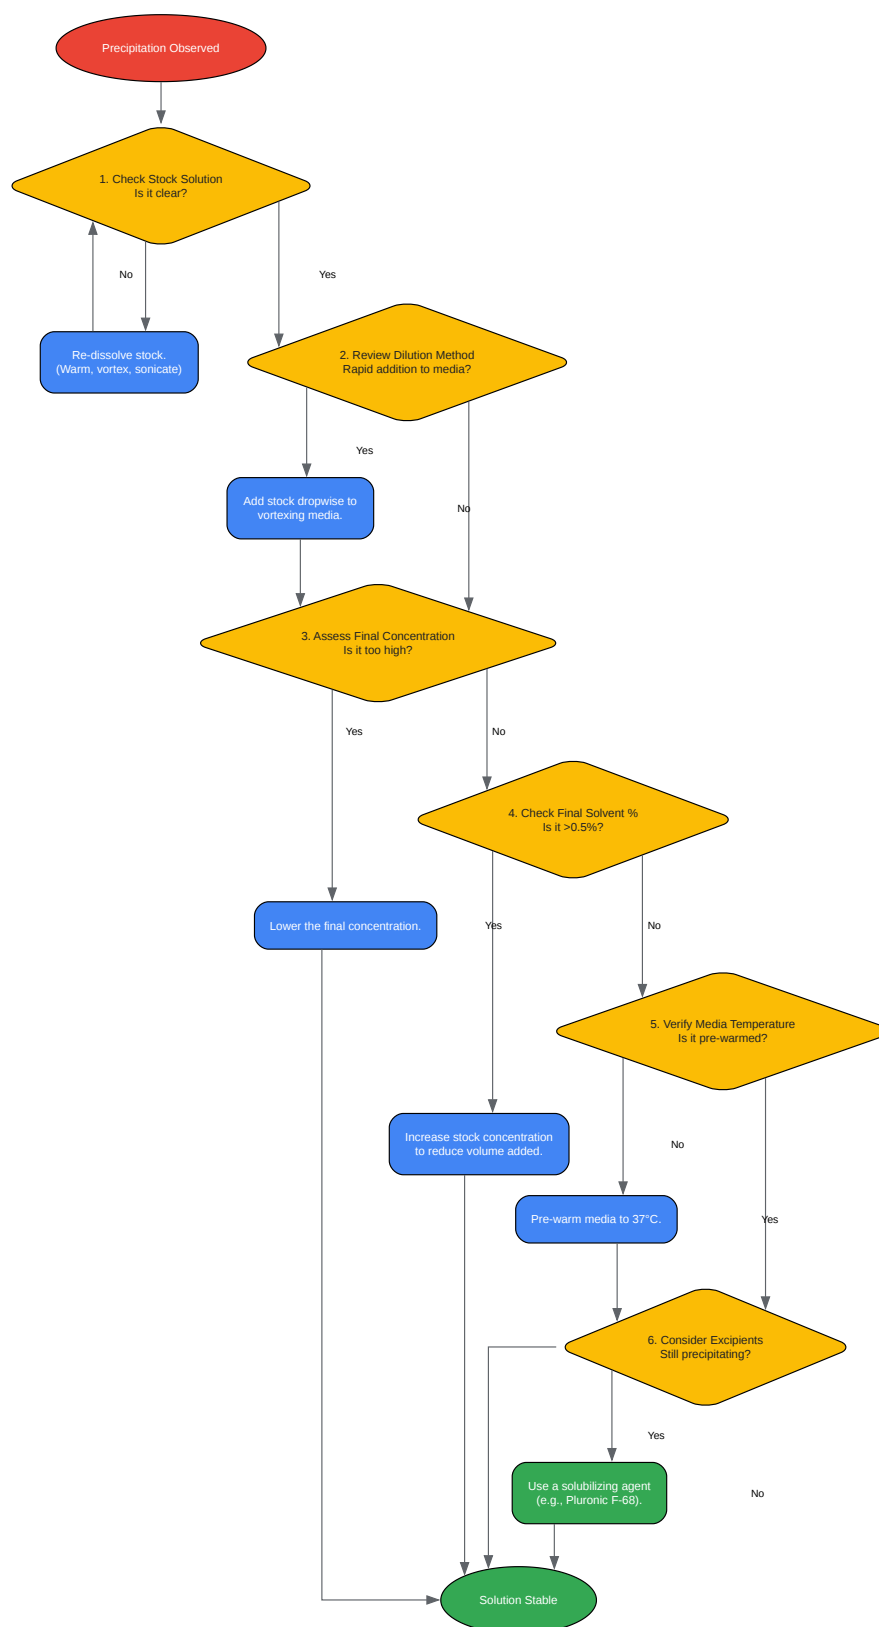 Precipitation Observed
1. Check Stock Solution
Is it clear?
No
Yes
Re-dissolve stock.
(Warm, vortex, sonicate)
2. Review Dilution Method
Rapid addition to media?
Yes
Add stock dropwise to
vortexing media.
No
3. Assess Final Concentration
Is it too high?
Yes
No
4. Check Final Solvent %
Is it >0.5%?
Lower the final concentration.
Yes
No
5. Verify Media Temperature
Is it pre-warmed?
Increase stock concentration
to reduce volume added.
No
Pre-warm media to 37°C.
Yes
6. Consider Excipients
Still precipitating?
Yes
Use a solubilizing agent
(e.g., Pluronic F-68).
No
Solution Stable